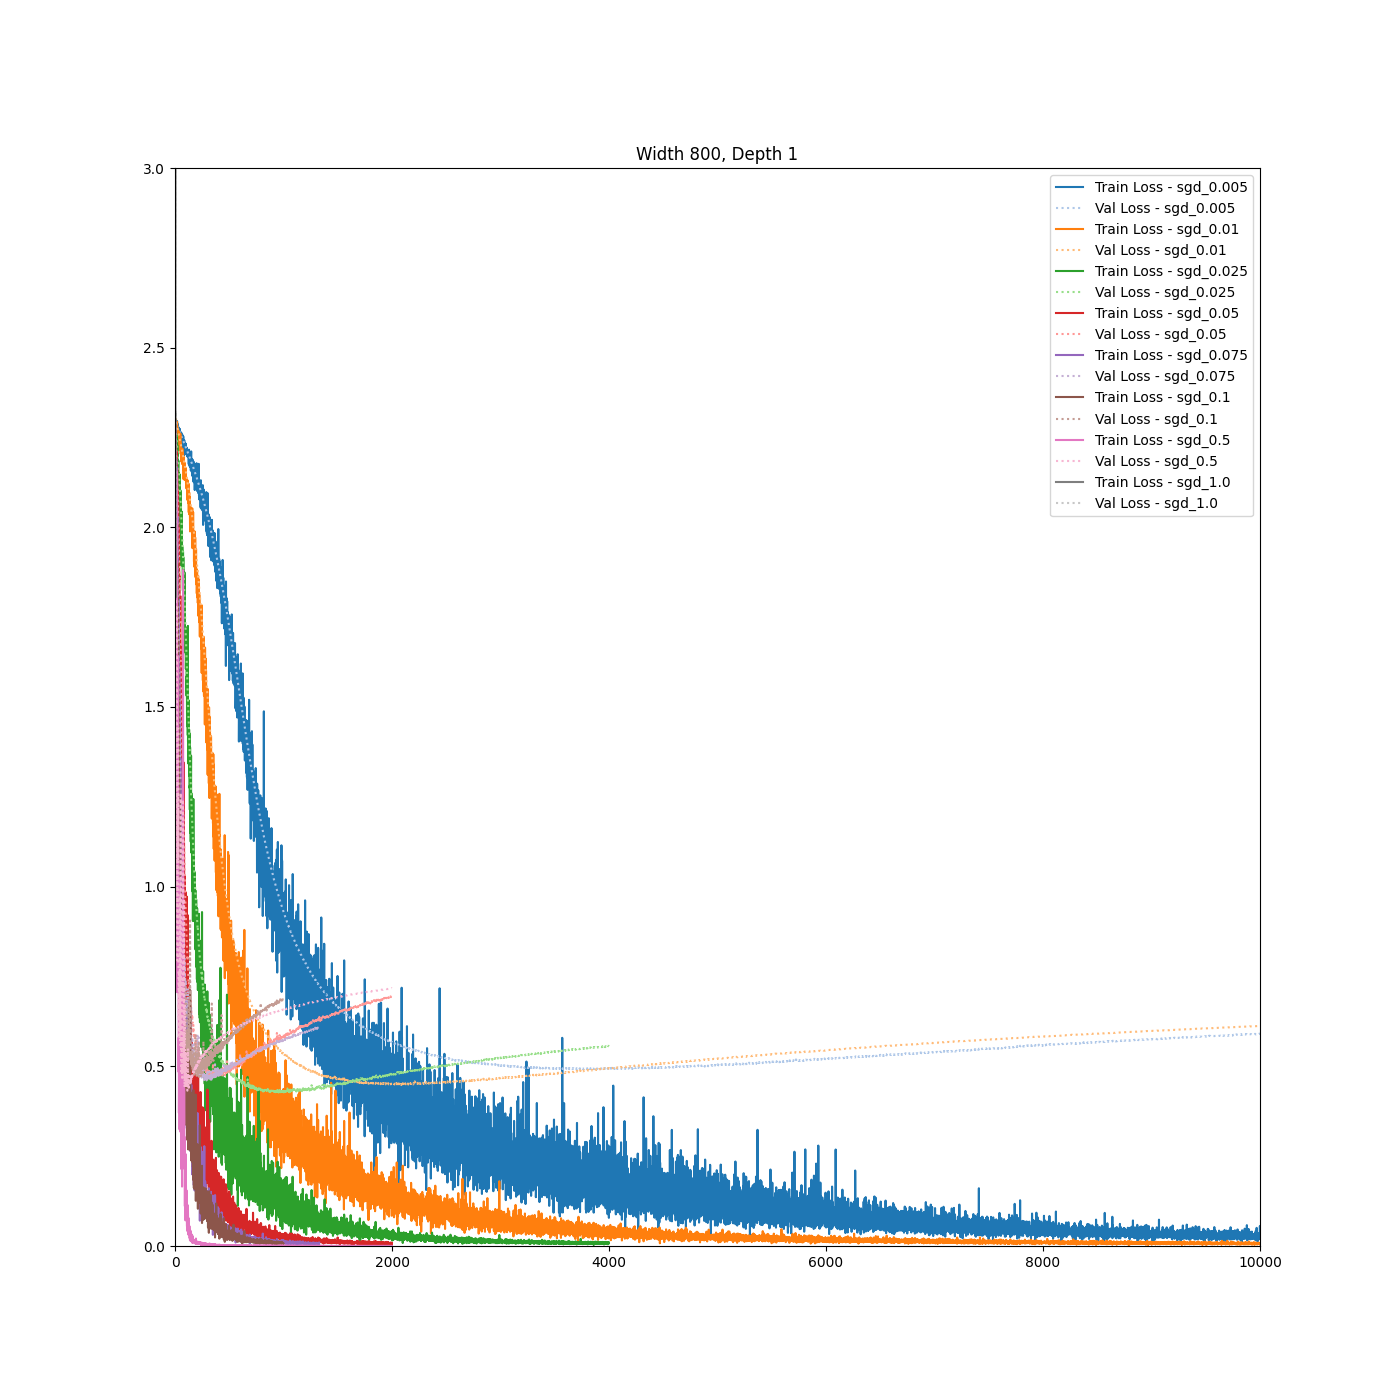 Width 800, Depth 1
3.0
2.5
2.0
1.5
1.0
0.5
0.0
0
2000
4000
6000
8000
10000
Train Loss - sgd_0.005
Val Loss - sgd_0.005
Train Loss - sgd_0.01
Val Loss - sgd_0.01
Train Loss - sgd_0.025
Val Loss - sgd_0.025
Train Loss - sgd_0.05
Val Loss - sgd_0.05
Train Loss - sgd_0.075
Val Loss - sgd_0.075
Train Loss - sgd_0.1
Val Loss - sgd_0.1
Train Loss - sgd_0.5
Val Loss - sgd_0.5
Train Loss - sgd_1.0
Val Loss - sgd_1.0